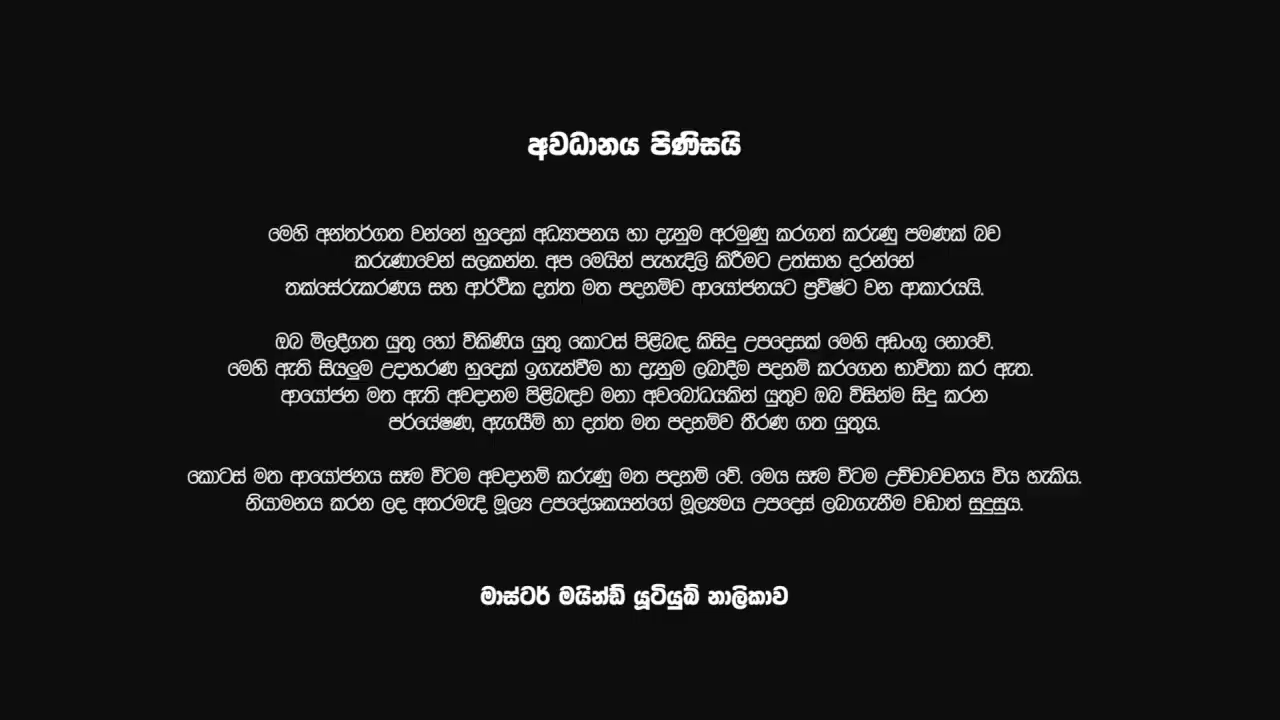 අවධානය පිණිසයි
මෙහි අන්තර්ගත වන්නේ හුදෙක් අධ්‍යාපනය හා දැනුම අරමුණු කරගත් කරුණු පමණක් බව
කරුණාවෙන් සලකන්න. අප මෙයින් පැහැදිලි කිරීමට උත්සාහ දරන්නේ
තක්සේරුකරණය සහ ආර්ථික දත්ත මත පදනම්ව ආයෝජනයට ප්‍රවිෂ්ට වන ආකාරයයි.
ඔබ මිලදීගත යුතු හෝ විකිණිය යුතු කොටස් පිළිබඳ කිසිදු උපදෙසක් මෙහි අඩංගු නොවේ.
මෙහි ඇති සියලුම උදාහරණ හුදෙක් ඉගැන්වීම හා දැනුම ලබාදීම පදනම් කරගෙන භාවිතා කර ඇත.
ආයෝජන මත ඇති අවදානම පිළිබඳව මනා අවබෝධයකින් යුතුව ඔබ විසින්ම සිදු කරන
පර්යේෂණ, ඇගයීම් හා දත්ත මත පදනම්ව තීරණ ගත යුතුය.
කොටස් මත ආයෝජනය සෑම විටම අවදානම් කරුණු මත පදනම් වේ. මෙය සෑම විටම උච්චාවචනය විය හැකිය.
නියාමනය කරන ලද අතරමැදි මූල්‍ය උපදේශකයන්ගේ මූල්‍යමය උපදෙස් ලබාගැනීම වඩාත් සුදුසුය.
මාස්ටර් මයින්ඩ් යූටියුබ් නාලිකාව